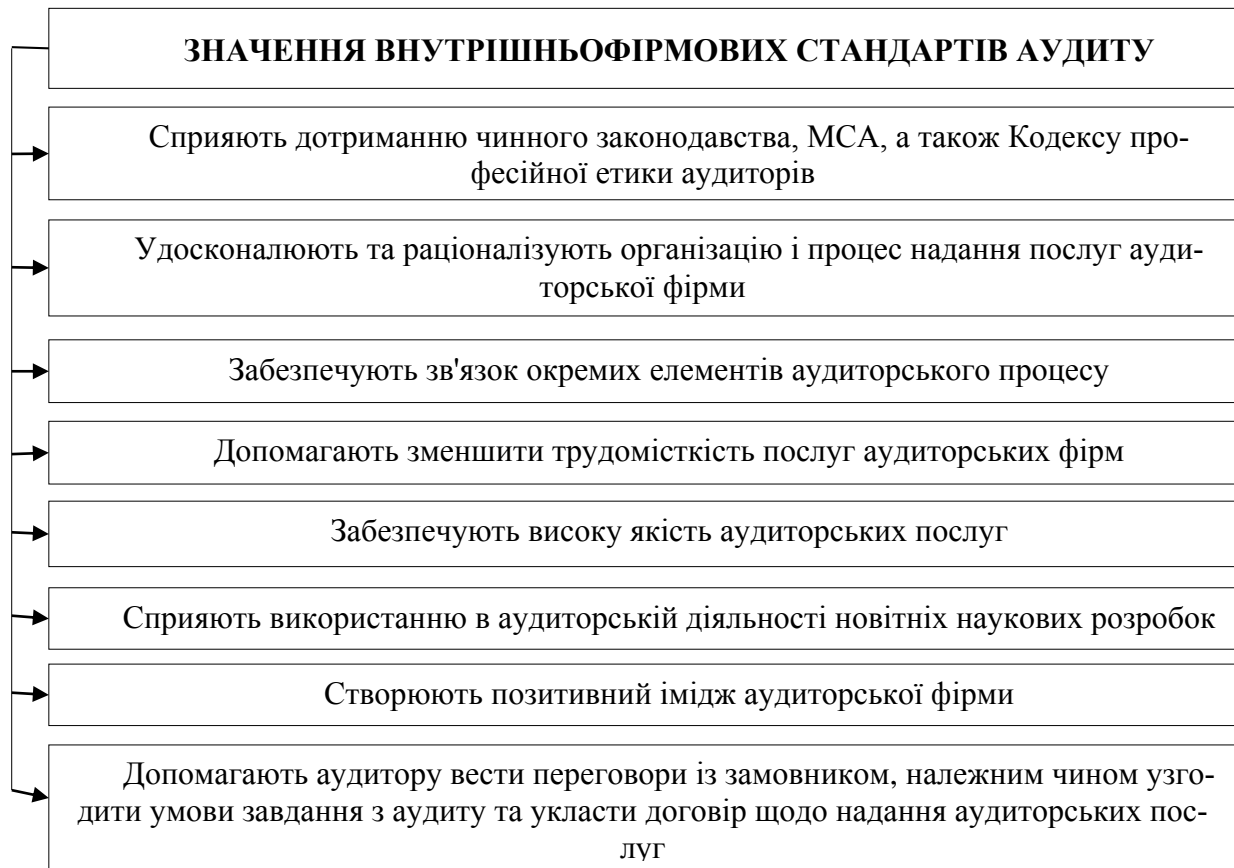 ЗНАЧЕННЯ ВНУТРІШНЬОФІРМОВИХ СТАНДАРТІВ АУДИТУ
Сприяють дотриманню чинного законодавства, МСА, а також Кодексу про-
фесійної етики аудиторів
Удосконалюють та раціоналізують організацію і процес надання послуг ауди-
торської фірми
Забезпечують зв'язок окремих елементів аудиторського процесу
Допомагають зменшити трудомісткість послуг аудиторських фірм
Забезпечують високу якість аудиторських послуг
Сприяють використанню в аудиторській діяльності новітніх наукових розробок
Створюють позитивний імідж аудиторської фірми
Допомагають аудитору вести переговори із замовником, належним чином узго-
дити умови завдання з аудиту та укласти договір щодо надання аудиторських пос-
луг